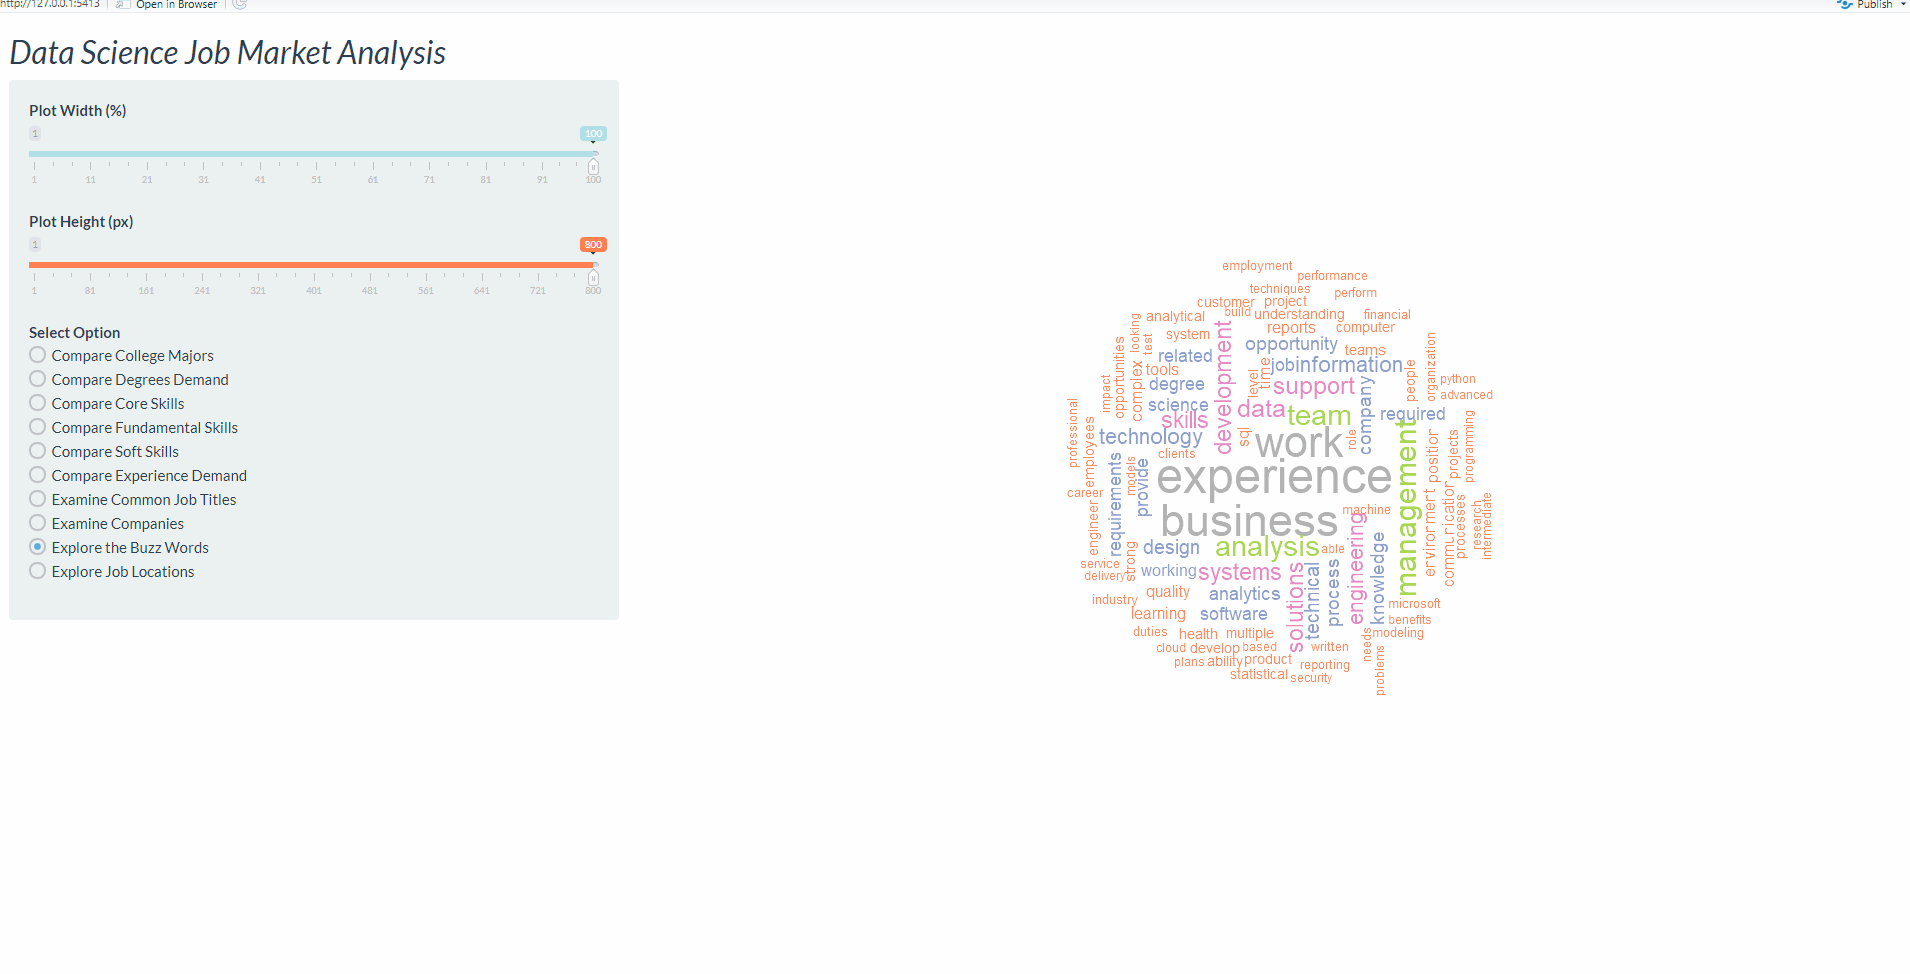 http://127.0.0.1:5413
Open in Browser
Publish
Data Science Job Market Analysis
Plot Width (%)
1
100
1 11 21 31 41 51 61 71 81 91 100
Plot Height (px)
1
800
1 81 161 241 321 401 481 561 641 721 800
Select Option
Compare College Majors
Compare Degrees Demand
Compare Core Skills
Compare Fundamental Skills
Compare Soft Skills
Compare Experience Demand
Examine Common Job Titles
Examine Companies
Explore the Buzz Words
Explore Job Locations
employment
performance
techniques
perform
customer
project
build
understanding
financial
analytical
looking
test
system
development
reports
computer
opportunities
related
opportunity
teams
organization
complex
tools
time
level
job
information
people
python
impact
degree
support
company
advanced
science
data
team
required
professional
skills
technology
employees
sql
work
role
management
position
projects
programming
clients
requirements
models
provide
experience
career
engineer
business
machine
environment
communication
processes
research
intermediate
design
analysis
able
engineering
knowledge
strong
service
delivery
working
systems
solutions
technical
process
industry
quality
analytics
microsoft
learning
software
benefits
duties
health
multiple
needs
modeling
cloud
develop
based
written
problems
plans
ability
product
reporting
statistical
security